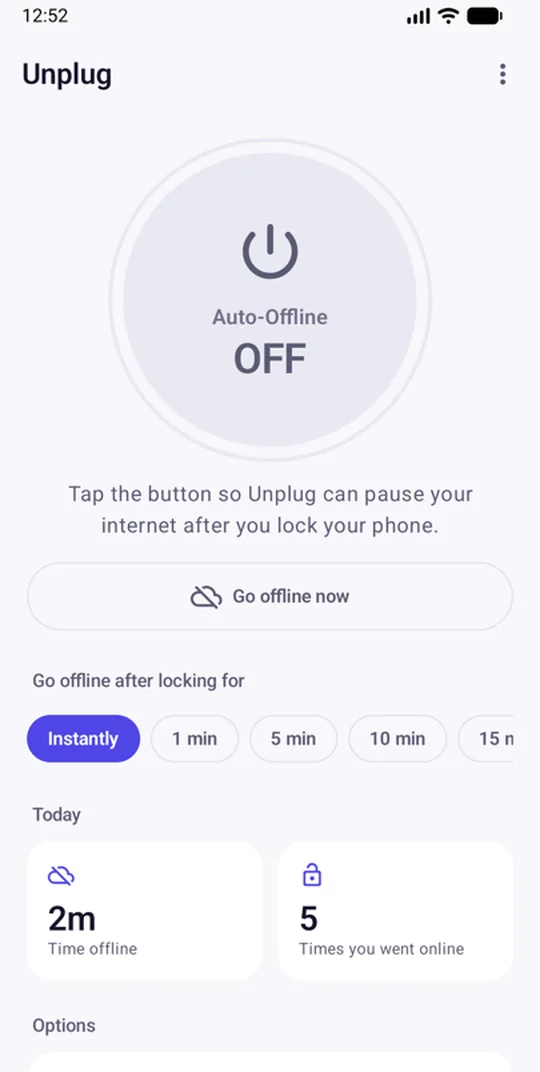 12:52
Unplug
Auto-Offline
OFF
Tap the button so Unplug can pause your
internet after you lock your phone.
Go offline now
Go offline after locking for
Instantly
1 min
5 min
10 min
15
Today
2m
Time offline
5
Times you went online
Options